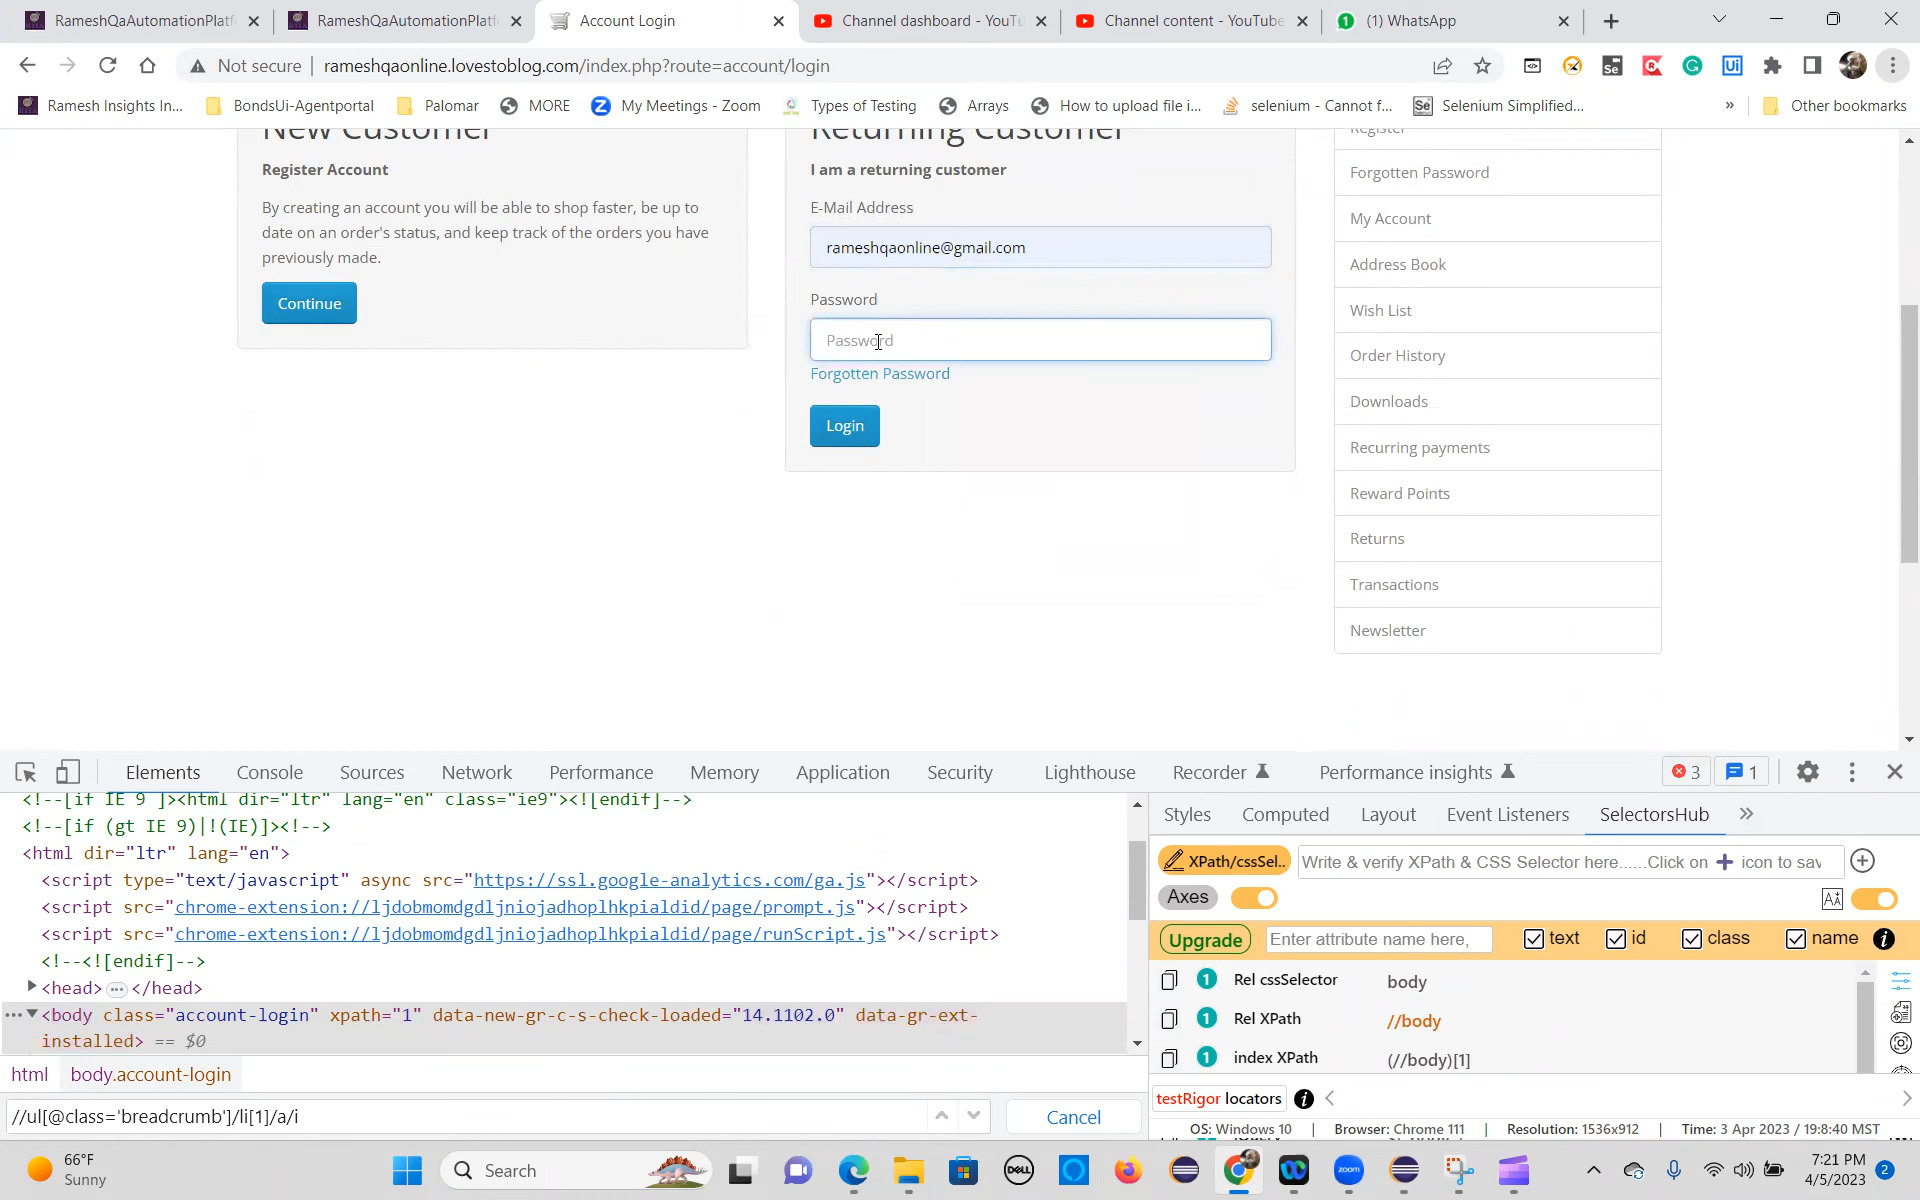 RameshQaAutomationPlatf
RameshQaAutomationPlatf
Account Login
Channel dashboard - YouTu
Channel content - YouTube
(1) WhatsApp
Not secure
rameshqaonline.lovestoblog.com/index.php?route=account/login
Ramesh Insights In...
BondsUi-Agentportal
Palomar
MORE
My Meetings - Zoom
Types of Testing
Arrays
How to upload file i...
selenium - Cannot f...
Selenium Simplified...
»
Other bookmarks
New Customer
Register Account
By creating an account you will be able to shop faster, be up to
date on an order's status, and keep track of the orders you have
previously made.
Continue
Returning Customer
I am a returning customer
E-Mail Address
rameshqaonline@gmail.com
Password
Password
Forgotten Password
Login
Register
Forgotten Password
My Account
Address Book
Wish List
Order History
Downloads
Recurring payments
Reward Points
Returns
Transactions
Newsletter
Elements
Console
Sources
Network
Performance
Memory
Application
Security
Lighthouse
Recorder
Performance insights
3
1
<!--[if IE 9 ]><html dir="ltr" lang="en" class="ie9"><![endif]-->
<!--[if (gt IE 9)|!(IE)]><!-->
<html dir="ltr" lang="en">
<script type="text/javascript" async src="https://ssl.google-analytics.com/ga.js"></script>
<script src="chrome-extension://ljdobmomdgdljniojadhoplhkpialdid/page/prompt.js"></script>
<script src="chrome-extension://ljdobmomdgdljniojadhoplhkpialdid/page/runScript.js"></script>
<!--<![endif]-->
<head>…</head>
<body class="account-login" xpath="1" data-new-gr-c-s-check-loaded="14.1102.0" data-gr-ext-
installed> == $0
html
body.account-login
//ul[@class='breadcrumb']/li[1]/a/i
Cancel
Styles
Computed
Layout
Event Listeners
SelectorsHub
»
XPath/cssSel..
Write & verify XPath & CSS Selector here......Click on + icon to sav
Axes
Upgrade
Enter attribute name here,
text
id
class
name
1 Rel cssSelector body
1 Rel XPath //body
1 index XPath (//body)[1]
testRigor locators
OS: Windows 10 | Browser: Chrome 111 | Resolution: 1536x912 | Time: 3 Apr 2023 / 19:8:40 MST
66°F
Sunny
Search
DELL
zoom
7:21 PM
4/5/2023
2